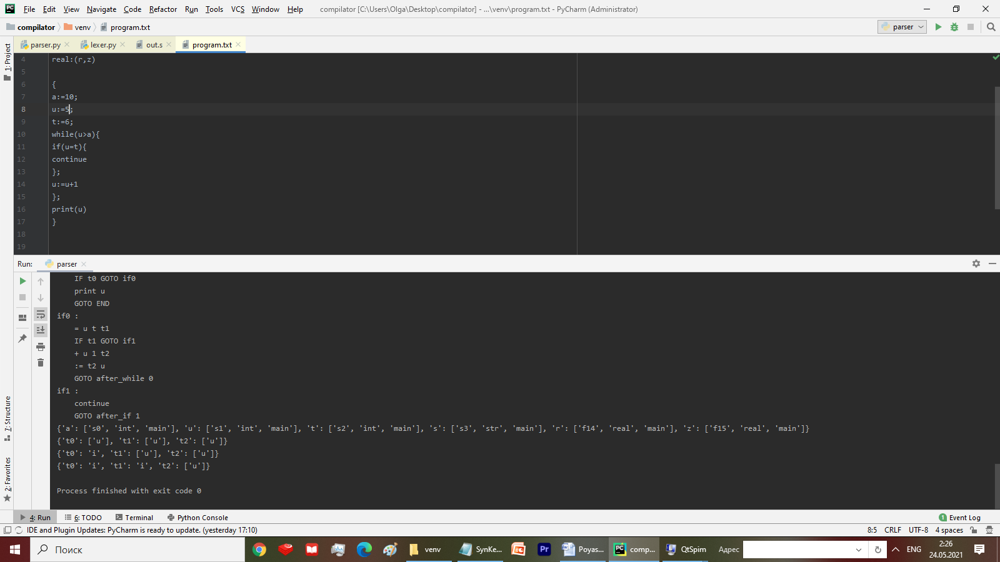 PC File Edit View Navigate Code Refactor Run Tools VCS Window Help compilator [C:\Users\Olga\Desktop\compilator] - ...\venv\program.txt - PyCharm (Administrator)
compilator venv program.txt parser
parser.py lexer.py out.s program.txt
1: Project
4 real:(r,z)
5
6 {
7 a:=10;
8 u:=5;
9 t:=6;
10 while(u>a){
11 if(u=t){
12 continue
13 };
14 u:=u+1
15 };
16 print(u)
17 }
18
19
Run: parser
IF t0 GOTO if0
print u
GOTO END
if0 :
= u t t1
IF t1 GOTO if1
+ u 1 t2
:= t2 u
GOTO after_while 0
if1 :
continue
GOTO after_if 1
{'a': ['s0', 'int', 'main'], 'u': ['s1', 'int', 'main'], 't': ['s2', 'int', 'main'], 's': ['s3', 'str', 'main'], 'r': ['f14', 'real', 'main'], 'z': ['f15', 'real', 'main']}
{'t0': ['u'], 't1': ['u'], 't2': ['u']}
{'t0': 'i', 't1': ['u'], 't2': ['u']}
{'t0': 'i', 't1': 'i', 't2': ['u']}
Process finished with exit code 0
7: Structure
2: Favorites
4: Run 6: TODO Terminal Python Console 1 Event Log
IDE and Plugin Updates: PyCharm is ready to update. (yesterday 17:10) 8:5 CRLF UTF-8 4 spaces
Поиск venv SynKe... Pr Poyas... PC comp... QtSpim Адрес ENG 2:26
24.05.2021